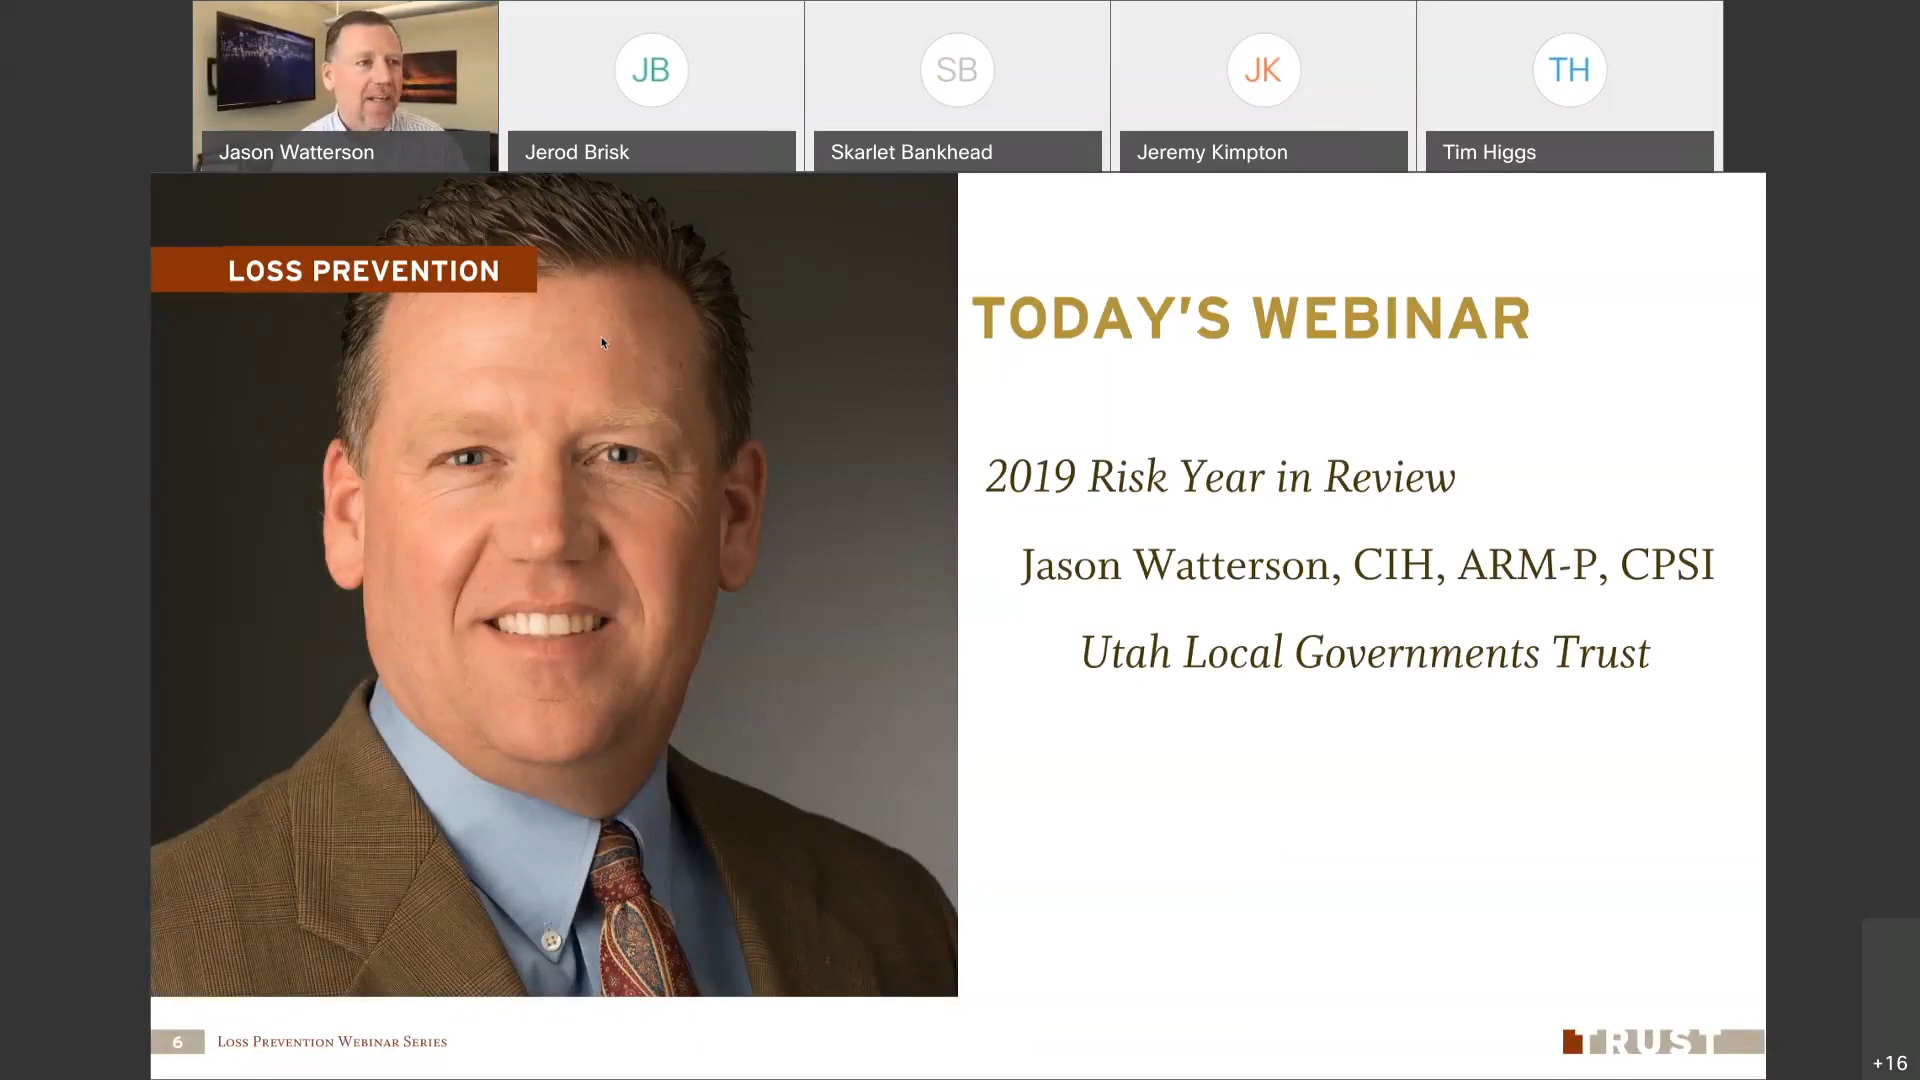 JB
SB
JK
TH
Jason Watterson
Jerod Brisk
Skarlet Bankhead
Jeremy Kimpton
Tim Higgs
LOSS PREVENTION
TODAY'S WEBINAR
2019 Risk Year in Review
Jason Watterson, CIH, ARM-P, CPSI
Utah Local Governments Trust
6
Loss Prevention Webinar Series
TRUST
+16